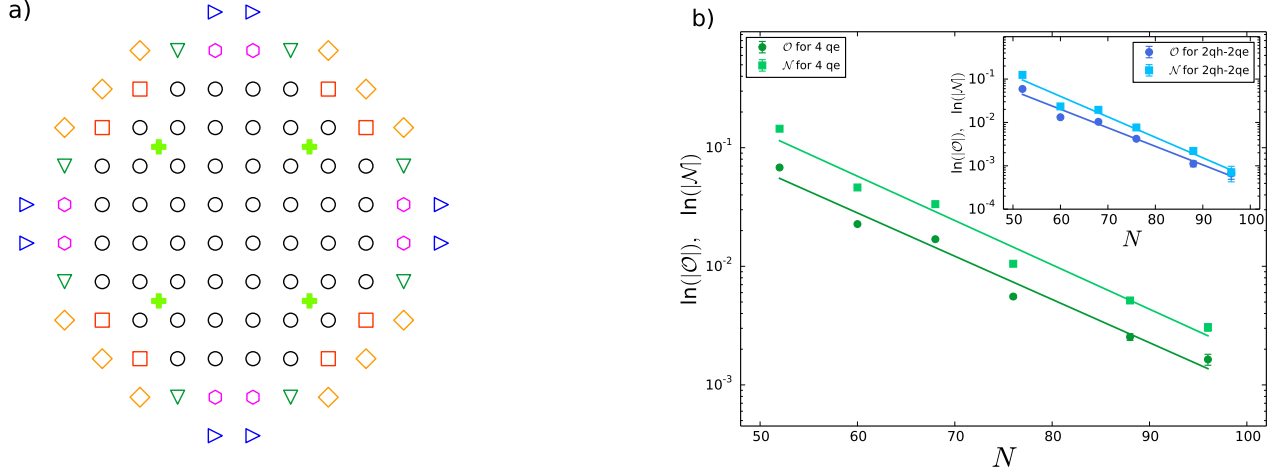 a)
b)
𝒪 for 4 qe
𝒩 for 4 qe
ln(|𝒪|), ln(|𝒩|)
10⁻¹
10⁻²
10⁻³
50 60 70 80 90 100
N
𝒪 for 2qh-2qe
𝒩 for 2qh-2qe
ln(|𝒪|), ln(|𝒩|)
10⁻¹
10⁻²
10⁻³
10⁻⁴
50 60 70 80 90 100
N